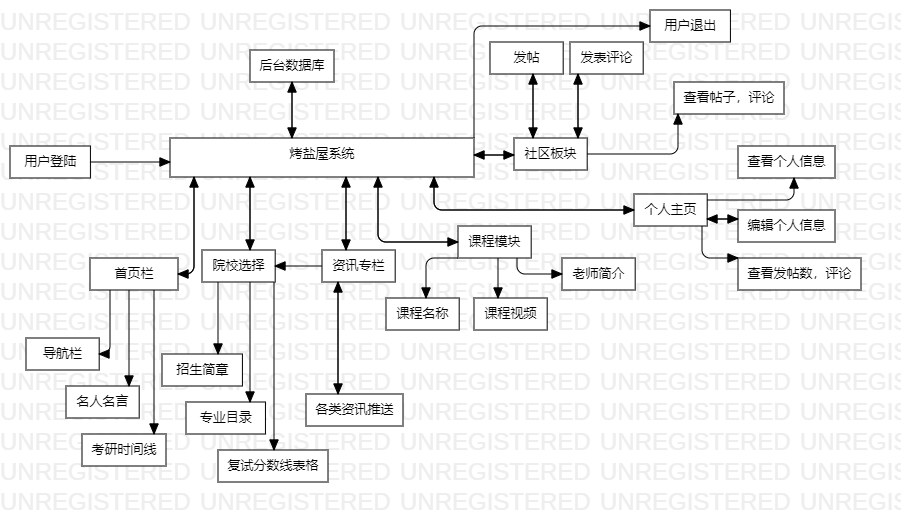 用户退出
发帖
发表评论
后台数据库
查看帖子，评论
用户登陆
烤盐屋系统
社区板块
查看个人信息
个人主页
编辑个人信息
首页栏
院校选择
资讯专栏
课程模块
老师简介
查看发帖数，评论
课程名称
课程视频
导航栏
招生简章
名人名言
专业目录
各类资讯推送
考研时间线
复试分数线表格
UNREGISTERED